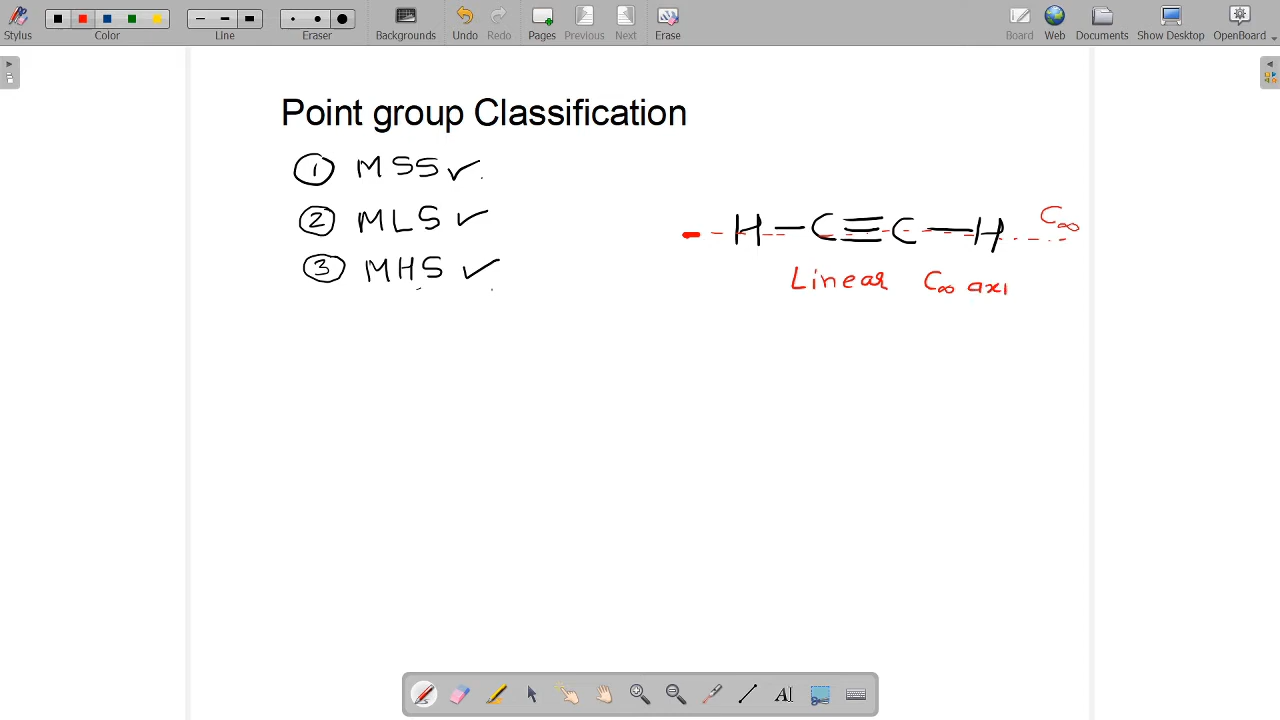 Stylus Color Line Eraser Backgrounds Undo Redo Pages Previous Next Erase Board Web Documents Show Desktop OpenBoard
Point group Classification
① MSS ✓
② MLS ✓
③ MHS ✓
H—C≡C—H C∞
Linear C∞ axi